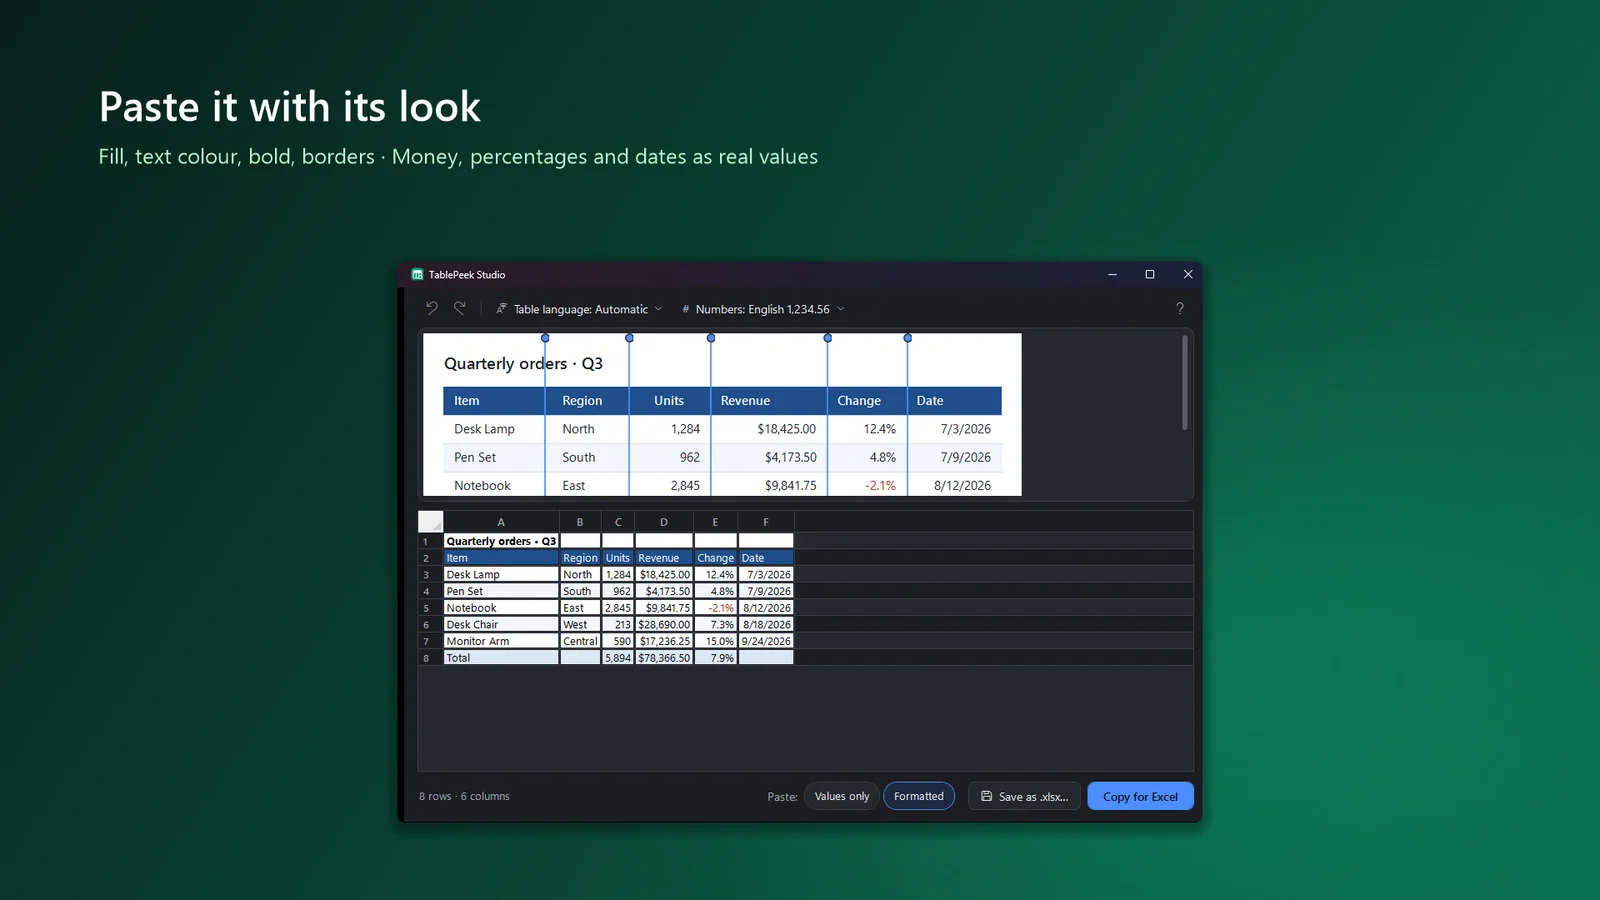 Paste it with its look
Fill, text colour, bold, borders · Money, percentages and dates as real values
TablePeek Studio
Table language: Automatic
# Numbers: English 1,234.56
?
Quarterly orders · Q3
Item Region Units Revenue Change Date
Desk Lamp North 1,284 $18,425.00 12.4% 7/3/2026
Pen Set South 962 $4,173.50 4.8% 7/9/2026
Notebook East 2,845 $9,841.75 -2.1% 8/12/2026
A B C D E F
1 Quarterly orders • Q3
2 Item Region Units Revenue Change Date
3 Desk Lamp North 1,284 $18,425.00 12.4% 7/3/2026
4 Pen Set South 962 $4,173.50 4.8% 7/9/2026
5 Notebook East 2,845 $9,841.75 -2.1% 8/12/2026
6 Desk Chair West 213 $28,690.00 7.3% 8/18/2026
7 Monitor Arm Central 590 $17,236.25 15.0% 9/24/2026
8 Total 5,894 $78,366.50 7.9%
8 rows · 6 columns
Paste: Values only Formatted Save as .xlsx... Copy for Excel